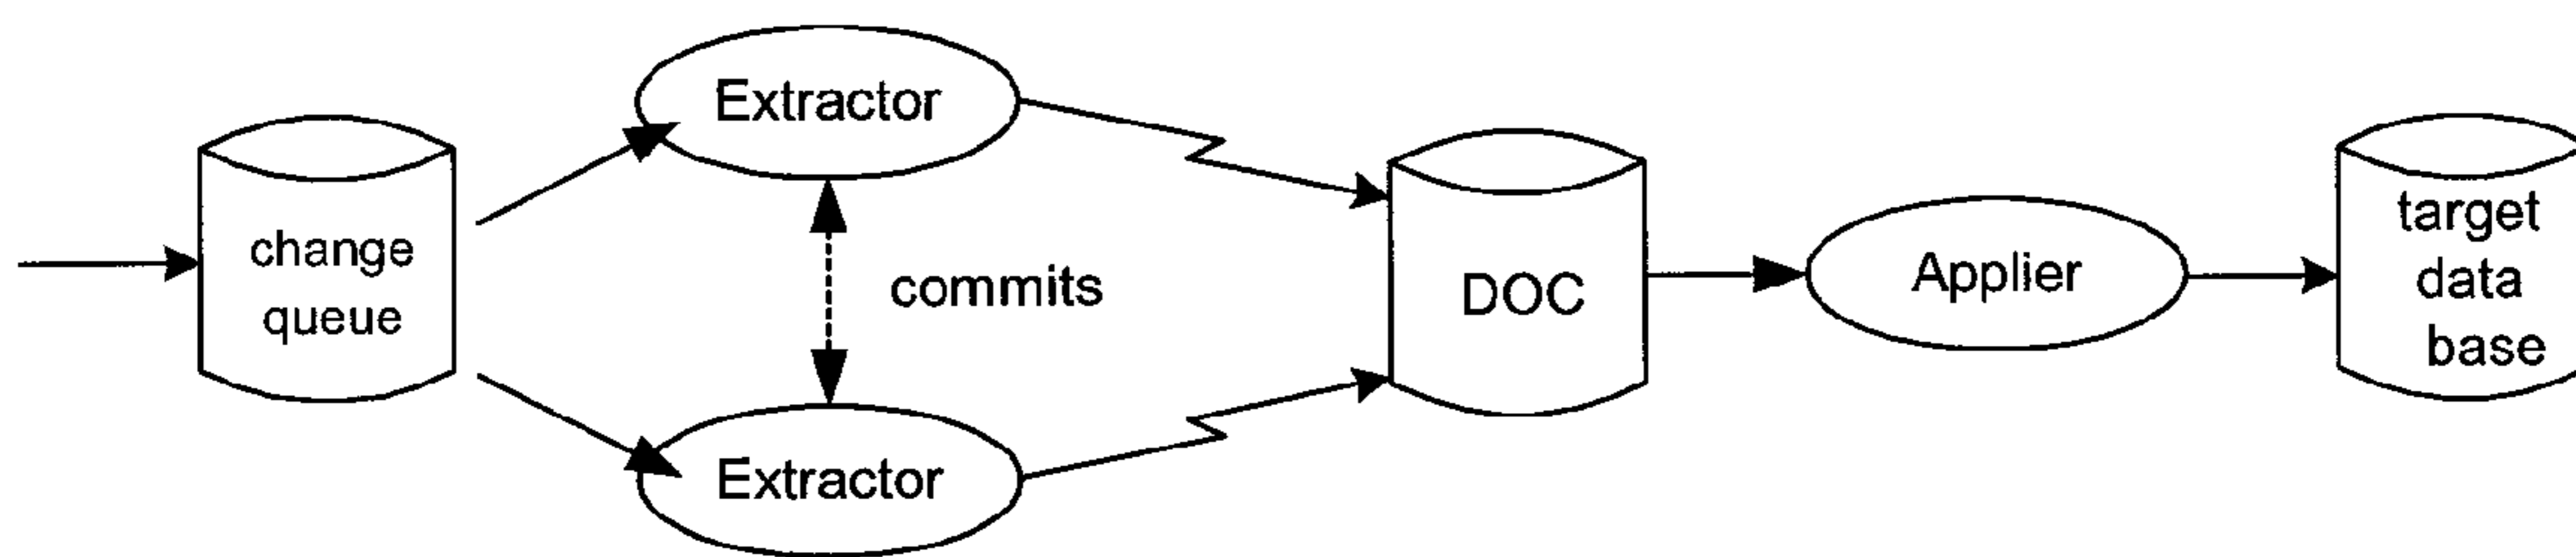 Extractor
change
queue
commits
Extractor
DOC
Applier
target
data
base